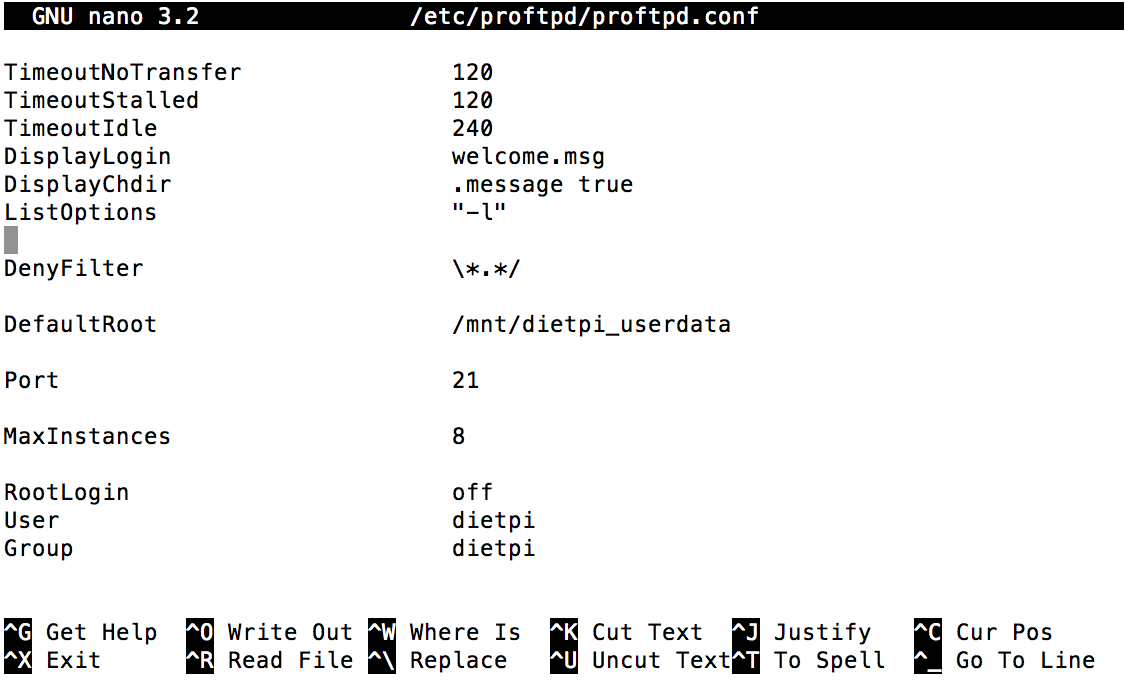 GNU nano 3.2 /etc/proftpd/proftpd.conf
TimeoutNoTransfer 120
TimeoutStalled 120
TimeoutIdle 240
DisplayLogin welcome.msg
DisplayChdir .message true
ListOptions "-l"
DenyFilter \*.*/
DefaultRoot /mnt/dietpi_userdata
Port 21
MaxInstances 8
RootLogin off
User dietpi
Group dietpi
^G Get Help ^O Write Out ^W Where Is ^K Cut Text ^J Justify ^C Cur Pos
^X Exit ^R Read File ^\ Replace ^U Uncut Text ^T To Spell ^_ Go To Line